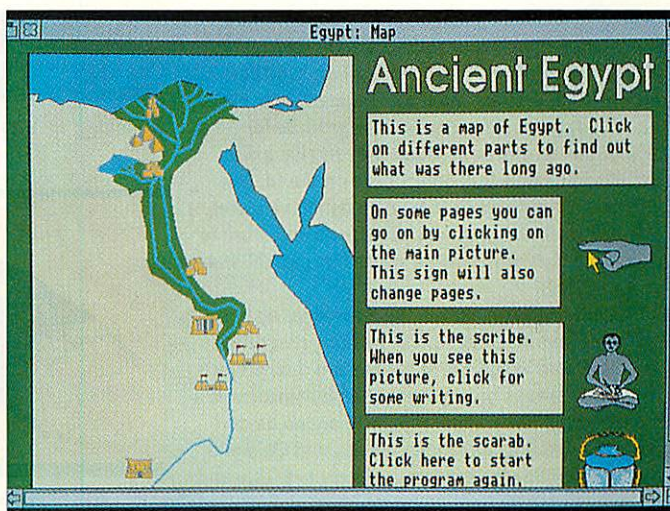 Egypt: Map
Ancient Egypt
This is a map of Egypt. Click
on different parts to find out
what was there long ago.
On some pages you can
go on by clicking on
the main picture.
This sign will also
change pages.
This is the scribe.
When you see this
picture, click for
some writing.
This is the scarab.
Click here to start
the program again.